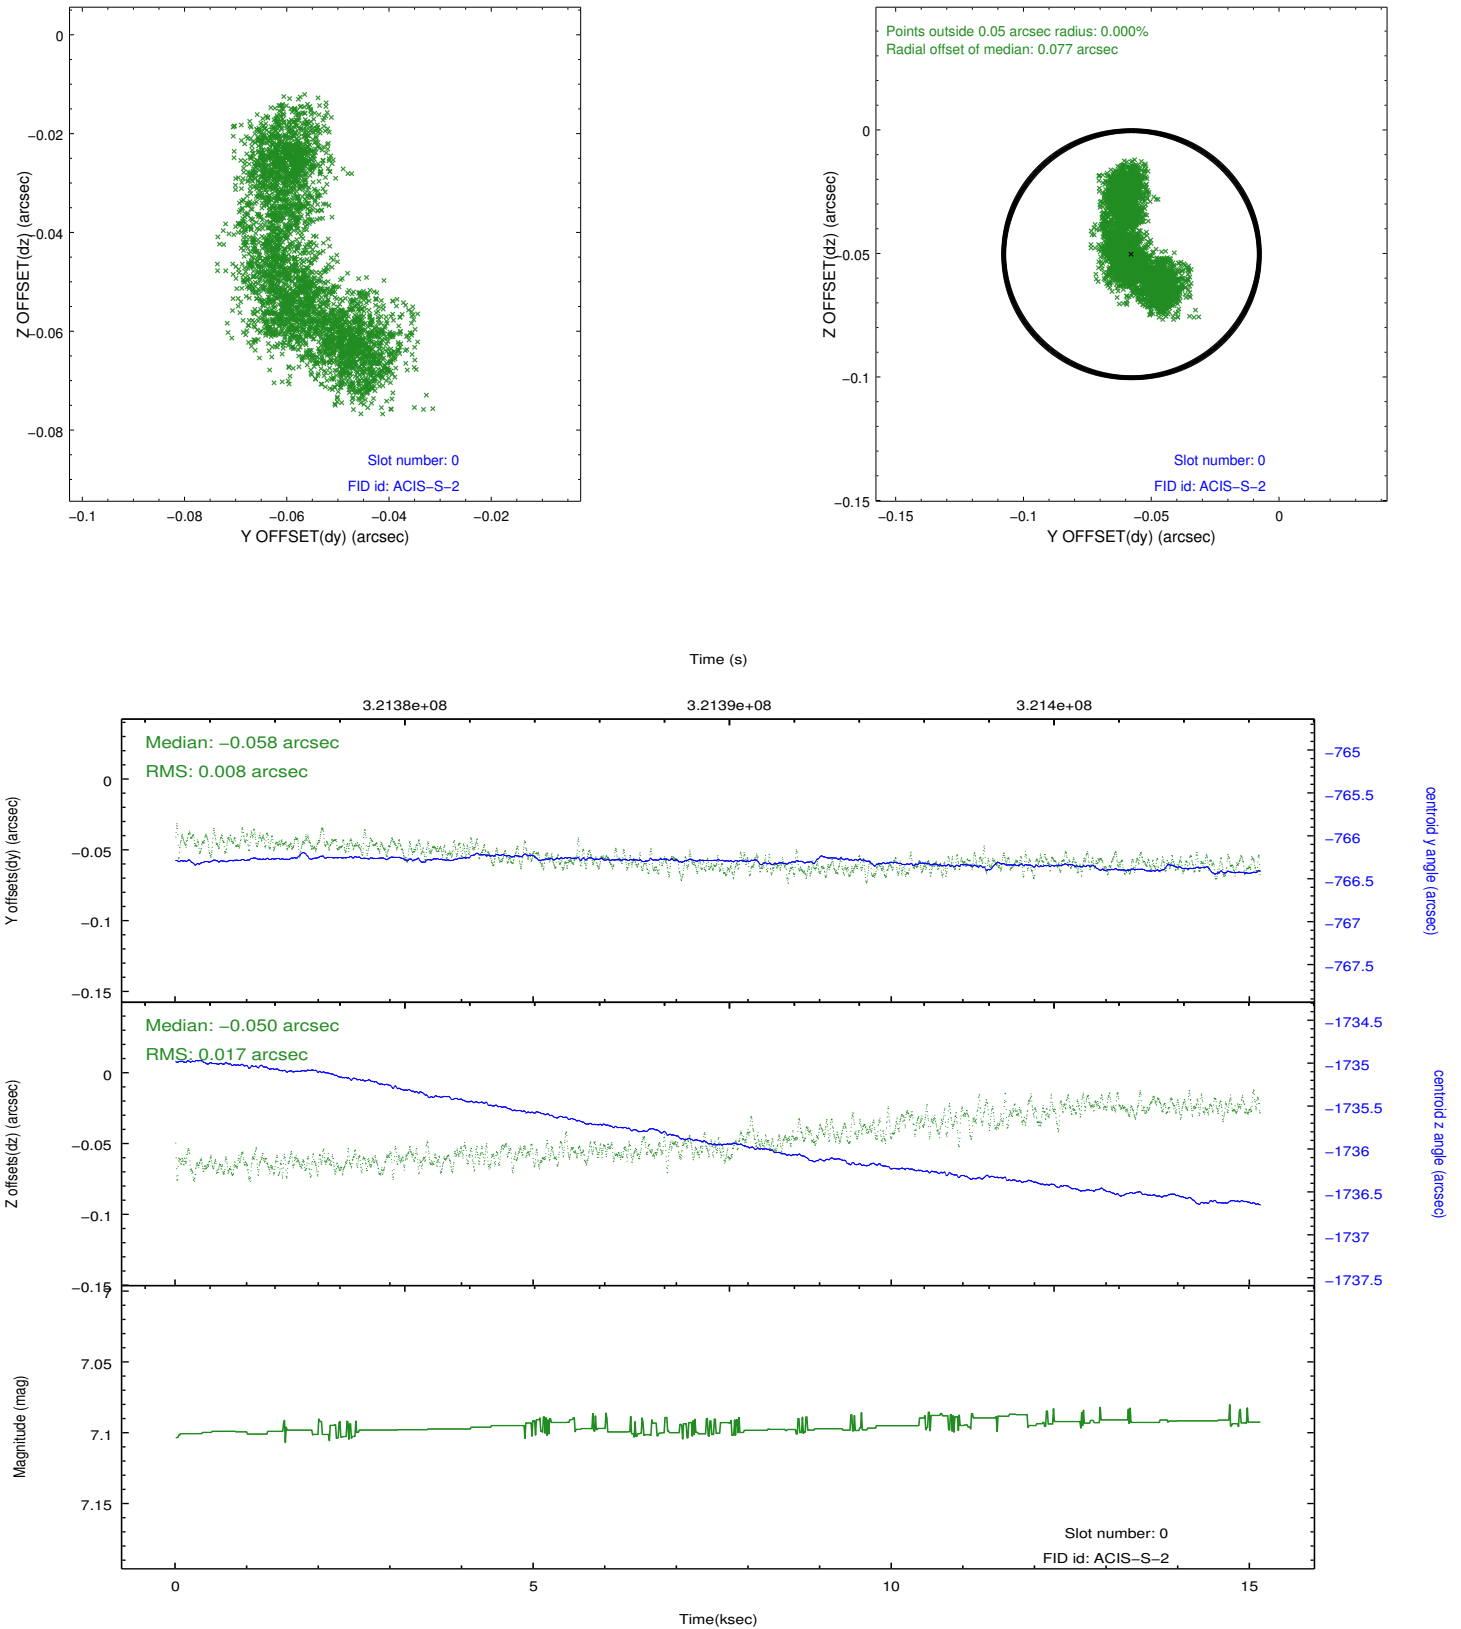 0
−0.02
−0.04
−0.06
−0.08
Z OFFSET(dz) (arcsec)
Slot number: 0
FID id: ACIS−S−2
−0.1
−0.08
−0.06
−0.04
−0.02
Y OFFSET(dy) (arcsec)
Points outside 0.05 arcsec radius: 0.000%
Radial offset of median: 0.077 arcsec
0
−0.05
−0.1
−0.15
Z OFFSET(dz) (arcsec)
Slot number: 0
FID id: ACIS−S−2
−0.15
−0.1
−0.05
0
Y OFFSET(dy) (arcsec)
Time (s)
3.2138e+08
3.2139e+08
3.214e+08
Median: −0.058 arcsec
RMS: 0.008 arcsec
0
−0.05
−0.1
−0.15
Y offsets(dy) (arcsec)
−765
−765.5
−766
−766.5
−767
−767.5
centroid y angle (arcsec)
Median: −0.050 arcsec
RMS: 0.017 arcsec
0
−0.05
−0.1
−0.15
Z offsets(dz) (arcsec)
−1734.5
−1735
−1735.5
−1736
−1736.5
−1737
−1737.5
centroid z angle (arcsec)
7
7.05
7.1
7.15
Magnitude (mag)
Slot number: 0
FID id: ACIS−S−2
0
5
10
15
Time(ksec)